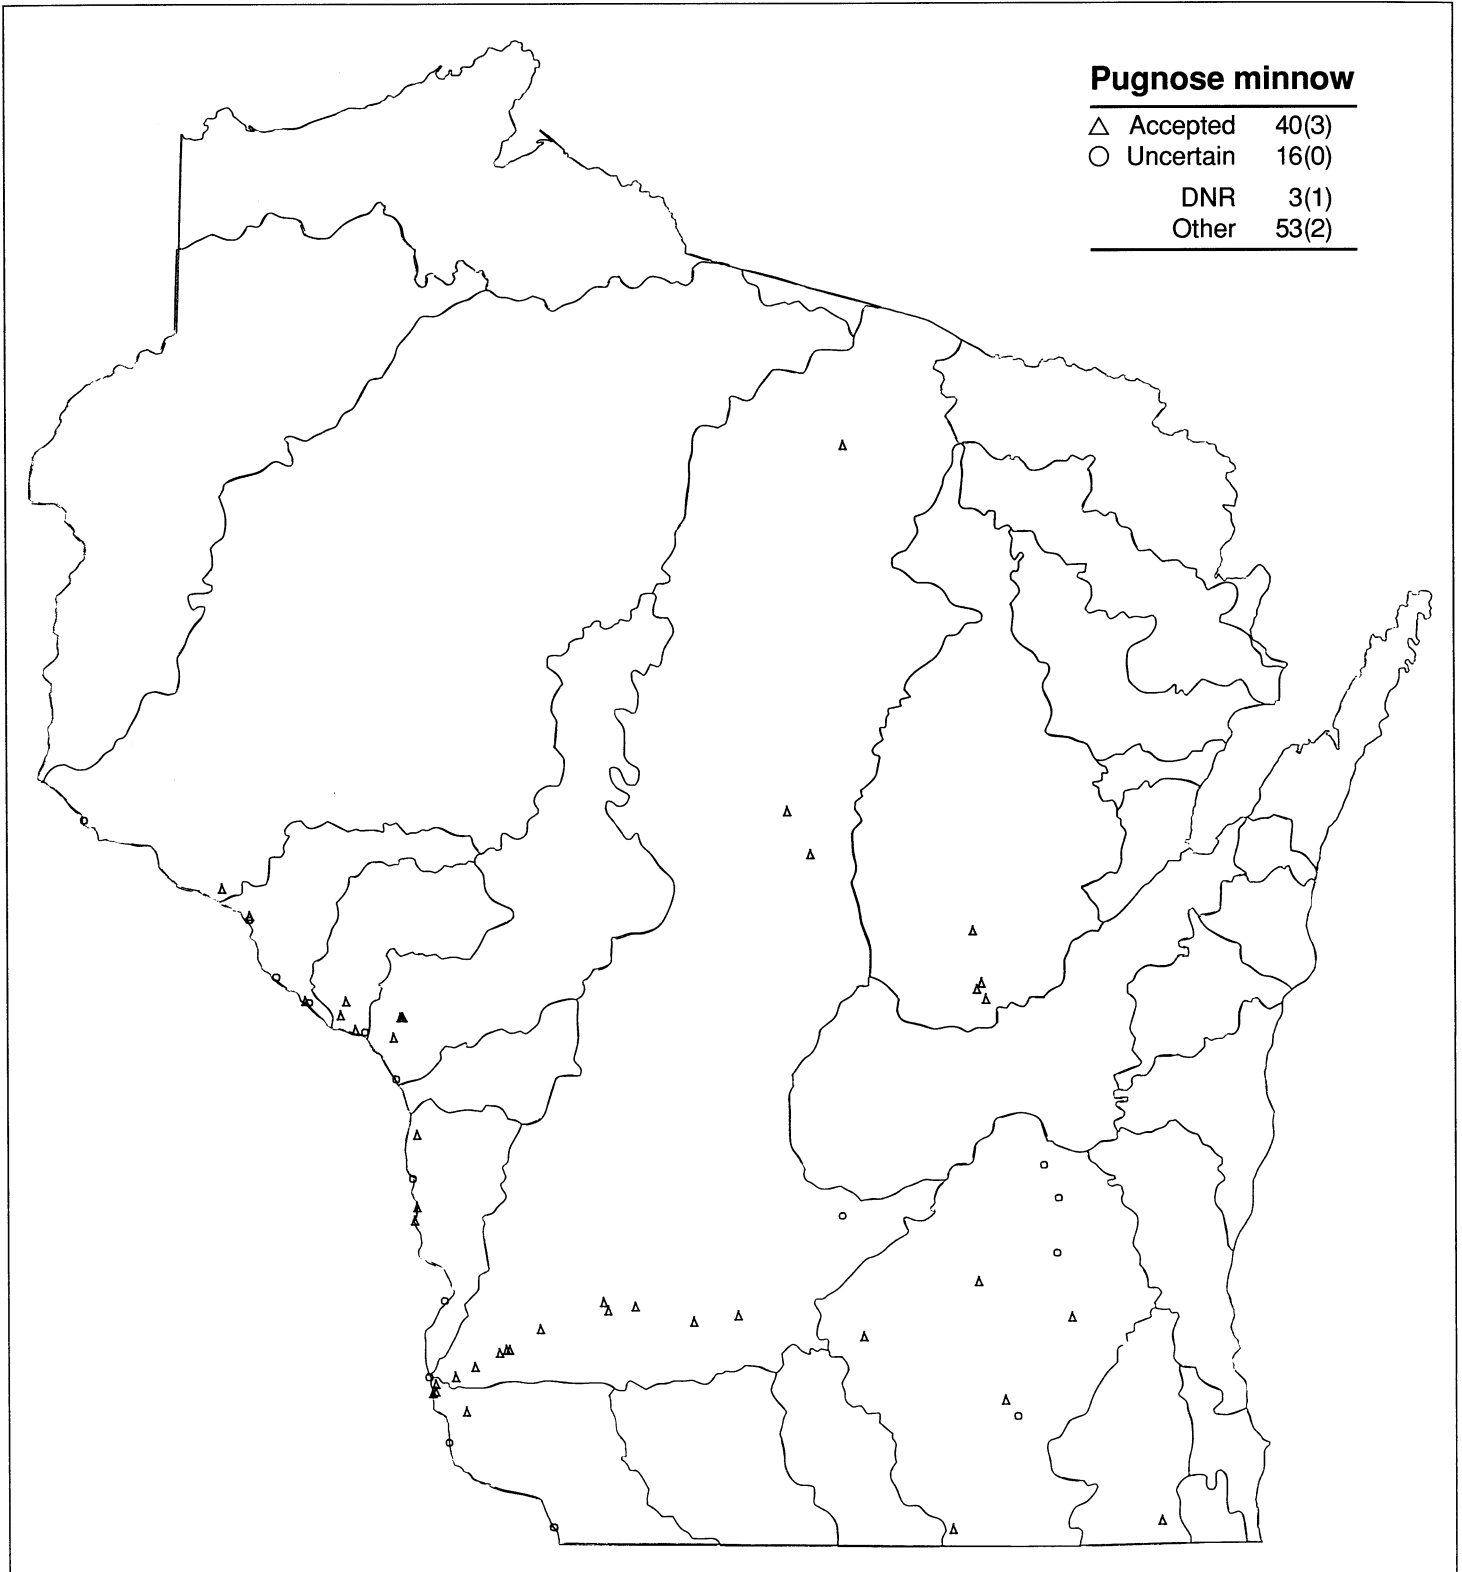 Pugnose minnow
△ Accepted 40(3)
○ Uncertain 16(0)
DNR 3(1)
Other 53(2)